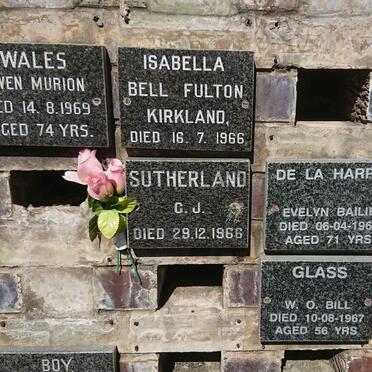 WALES
WEN MURION
ED 14.8.1969
AGED 74 YRS.
ISABELLA
BELL FULTON
KIRKLAND,
DIED 16.7.1966
SUTHERLAND
C.J.
DIED 29.12.1966
DE LA HARP
EVELYN BAILIE
DIED 06-04-196
AGED 71 YRS
GLASS
W. O. BILL
DIED 10-08-1967
AGED 56 YRS
BOY